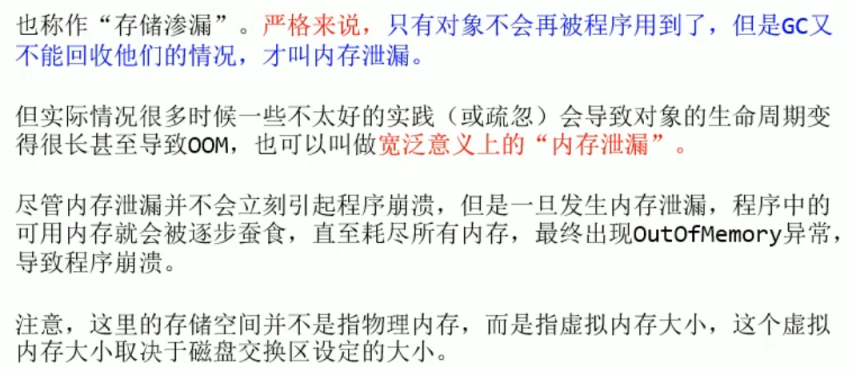 也称作“存储渗漏”。严格来说，只有对象不会再被程序用到了，但是GC又
不能回收他们的情况，才叫内存泄漏。
但实际情况很多时候一些不太好的实践（或疏忽）会导致对象的生命周期变
得很长甚至导致OOM，也可以叫做宽泛意义上的“内存泄漏”。
尽管内存泄漏并不会立刻引起程序崩溃，但是一旦发生内存泄漏，程序中的
可用内存就会被逐步蚕食，直至耗尽所有内存，最终出现OutOfMemory异常，
导致程序崩溃。
注意，这里的存储空间并不是指物理内存，而是指虚拟内存大小，这个虚拟
内存大小取决于磁盘交换区设定的大小。